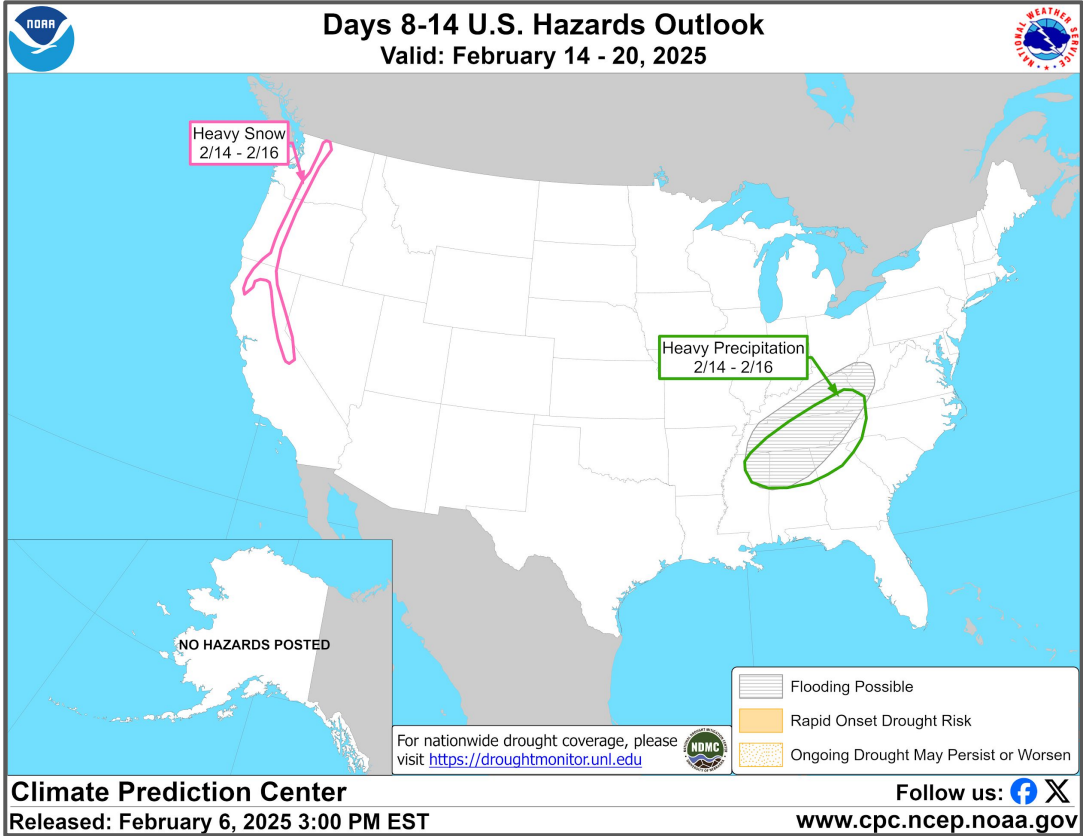 NOAA
Days 8-14 U.S. Hazards Outlook
Valid: February 14 - 20, 2025
NATIONAL WEATHER SERVICE
Heavy Snow
2/14 - 2/16
Heavy Precipitation
2/14 - 2/16
NO HAZARDS POSTED
For nationwide drought coverage, please
visit https://droughtmonitor.unl.edu
NDMC
Flooding Possible
Rapid Onset Drought Risk
Ongoing Drought May Persist or Worsen
Climate Prediction Center
Released: February 6, 2025 3:00 PM EST
Follow us:
www.cpc.ncep.noaa.gov